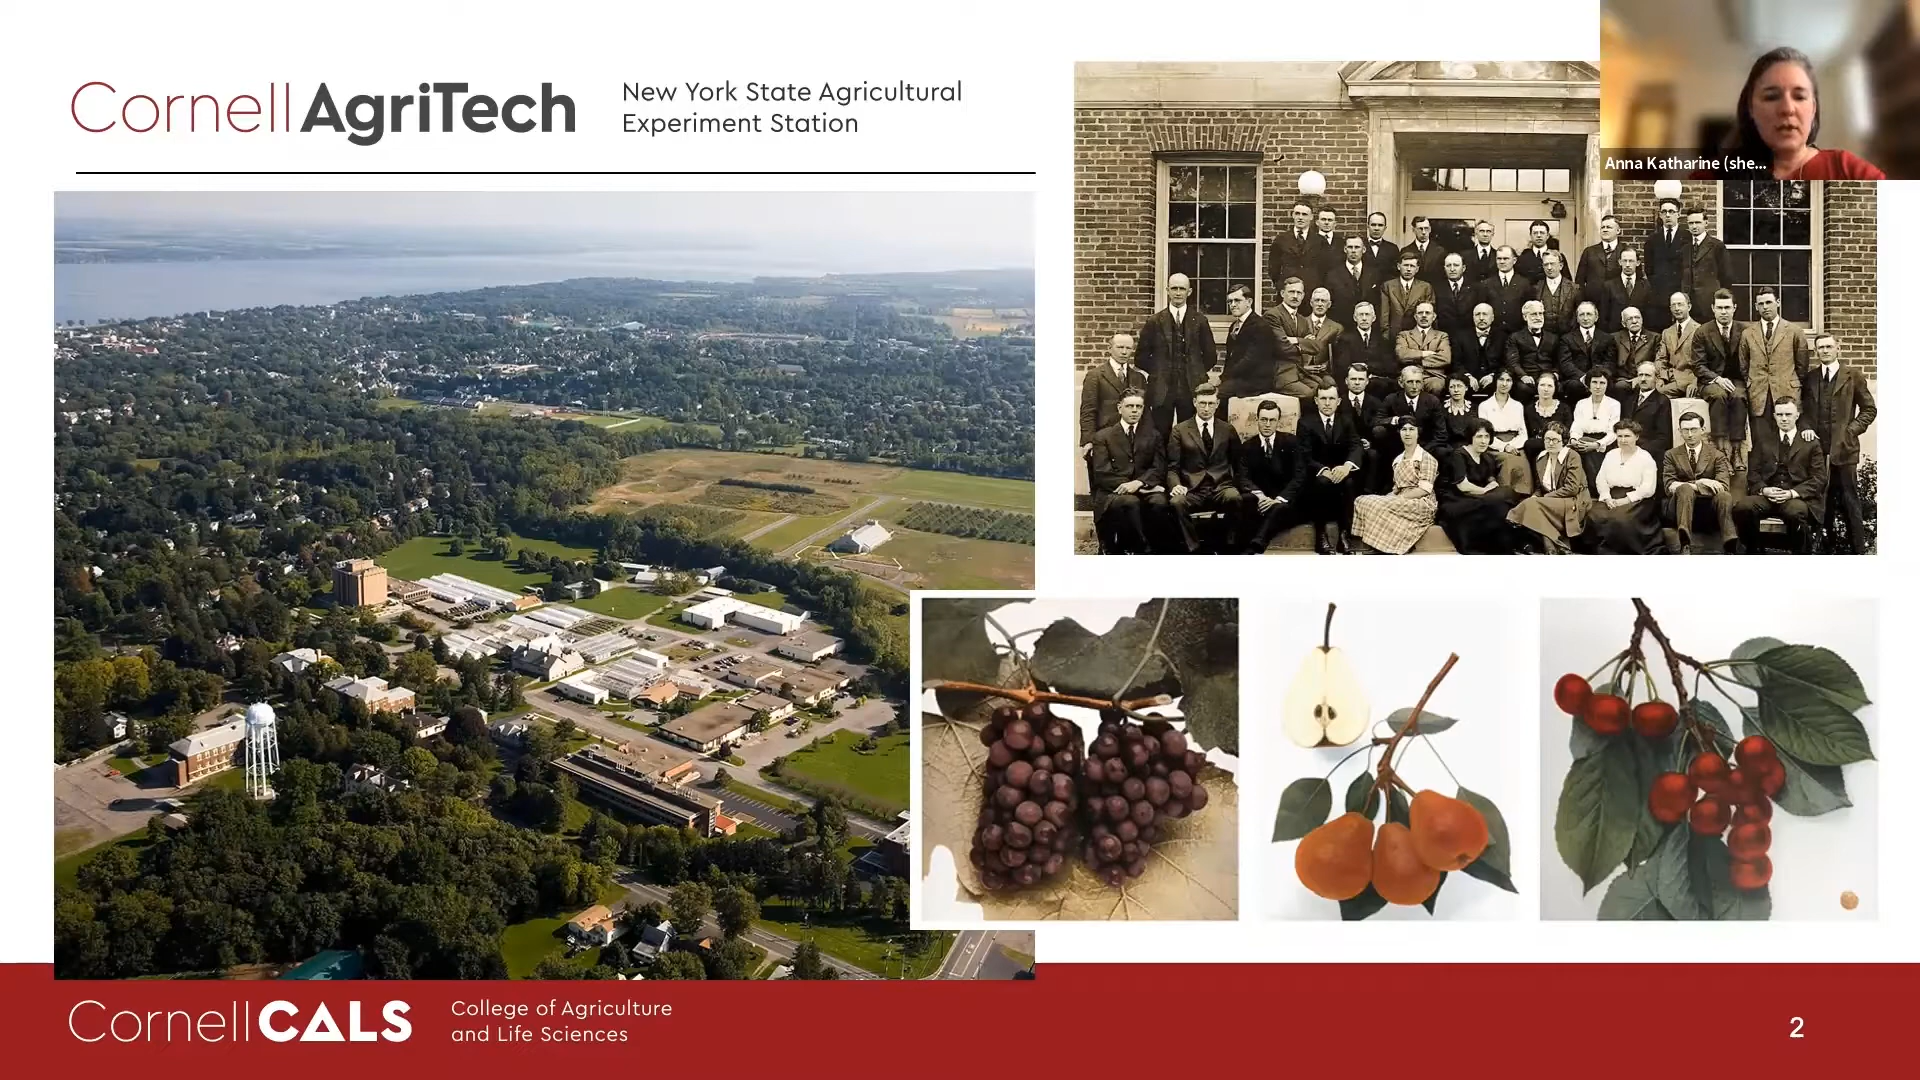 Cornell AgriTech
New York State Agricultural
Experiment Station
Anna Katharine (she...
Cornell CALS
College of Agriculture
and Life Sciences
2